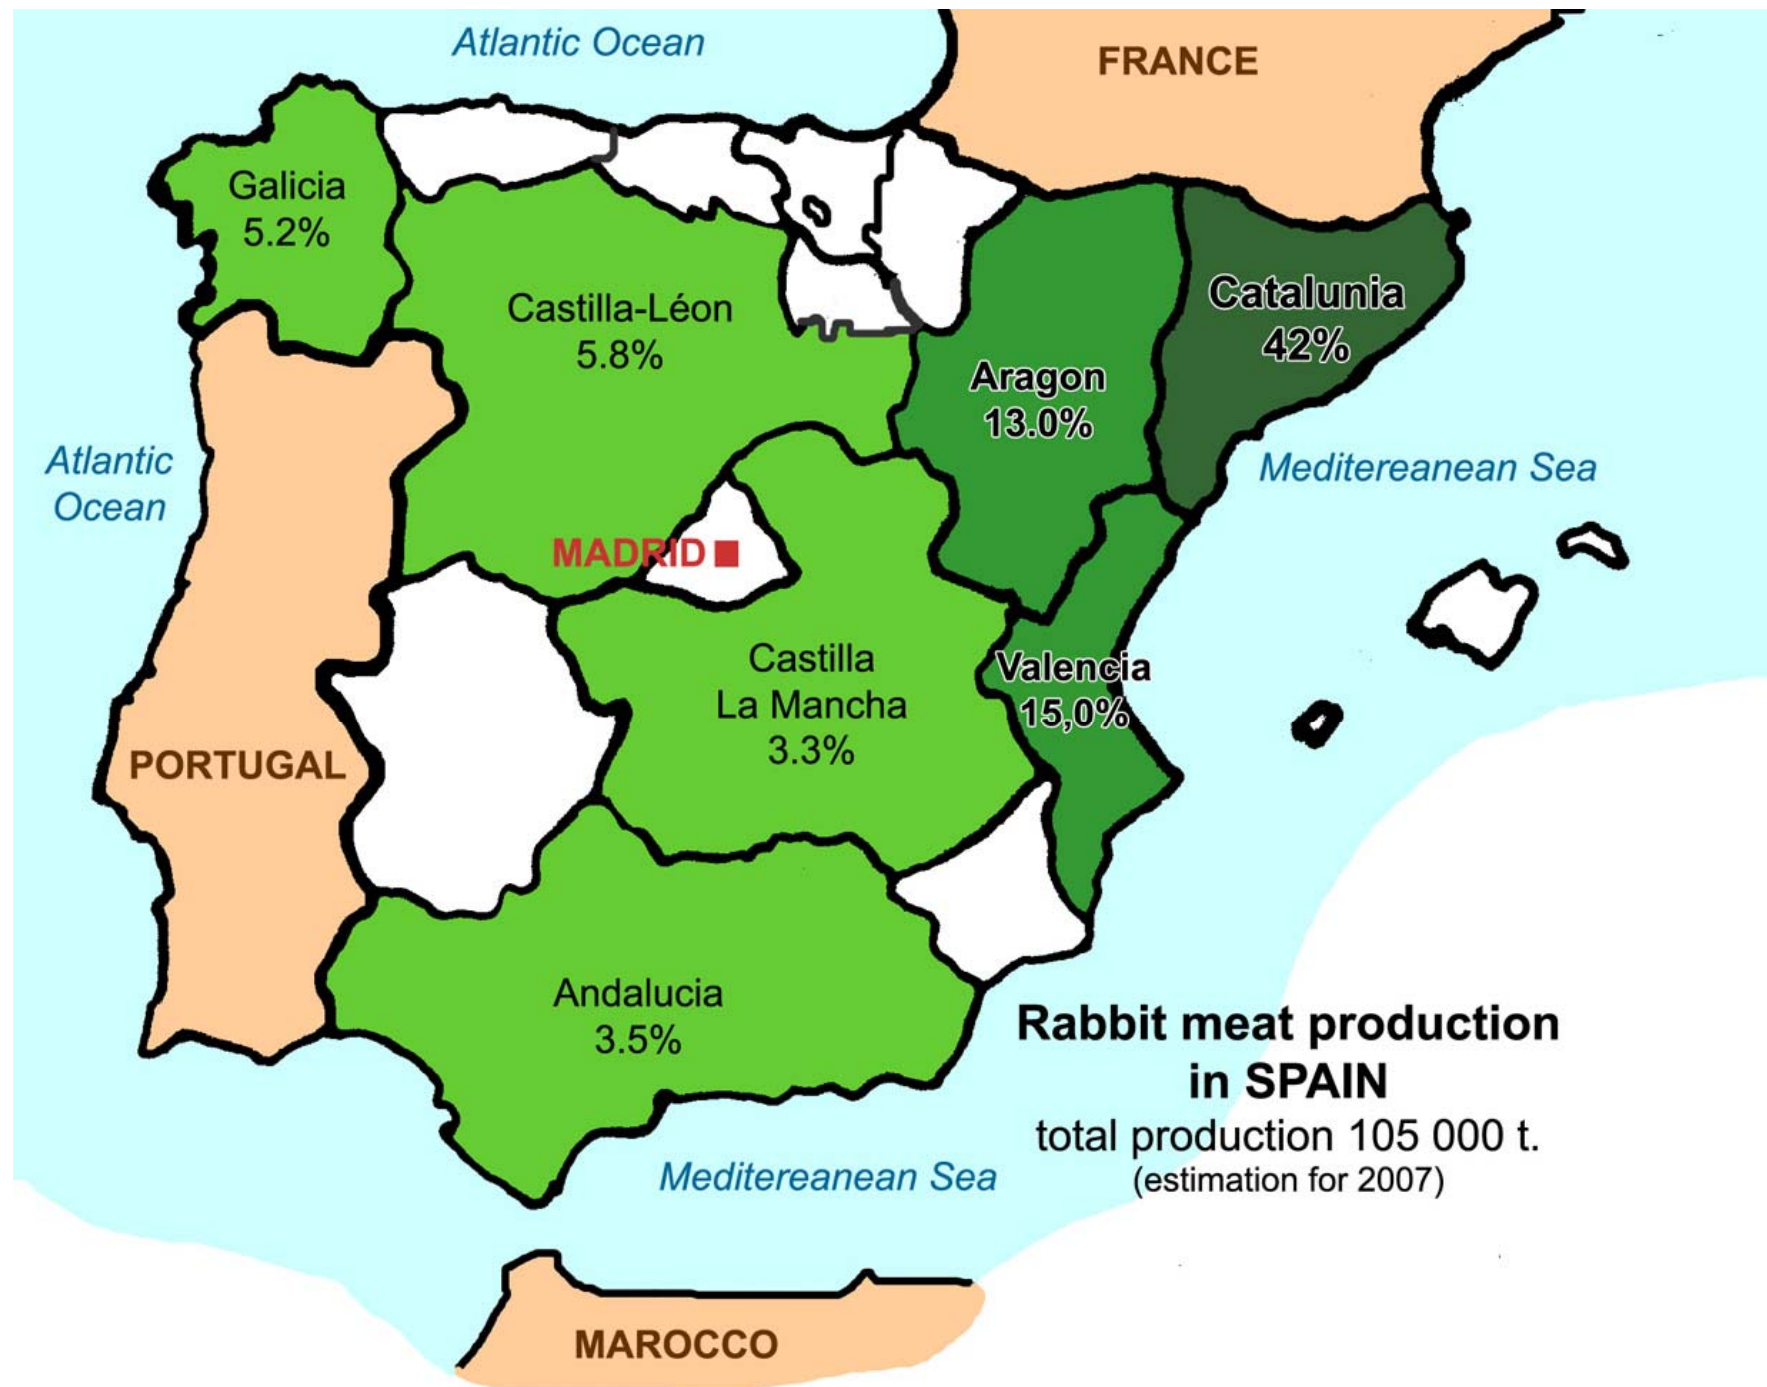 Atlantic Ocean
FRANCE
Galicia
5.2%
Castilla-Léon
5.8%
Catalunia
42%
Aragon
13.0%
Atlantic
Ocean
Meditereanean Sea
MADRID
Castilla
La Mancha
3.3%
Valencia
15,0%
PORTUGAL
Andalucia
3.5%
Rabbit meat production
in SPAIN
total production 105 000 t.
(estimation for 2007)
Meditereanean Sea
MAROCCO